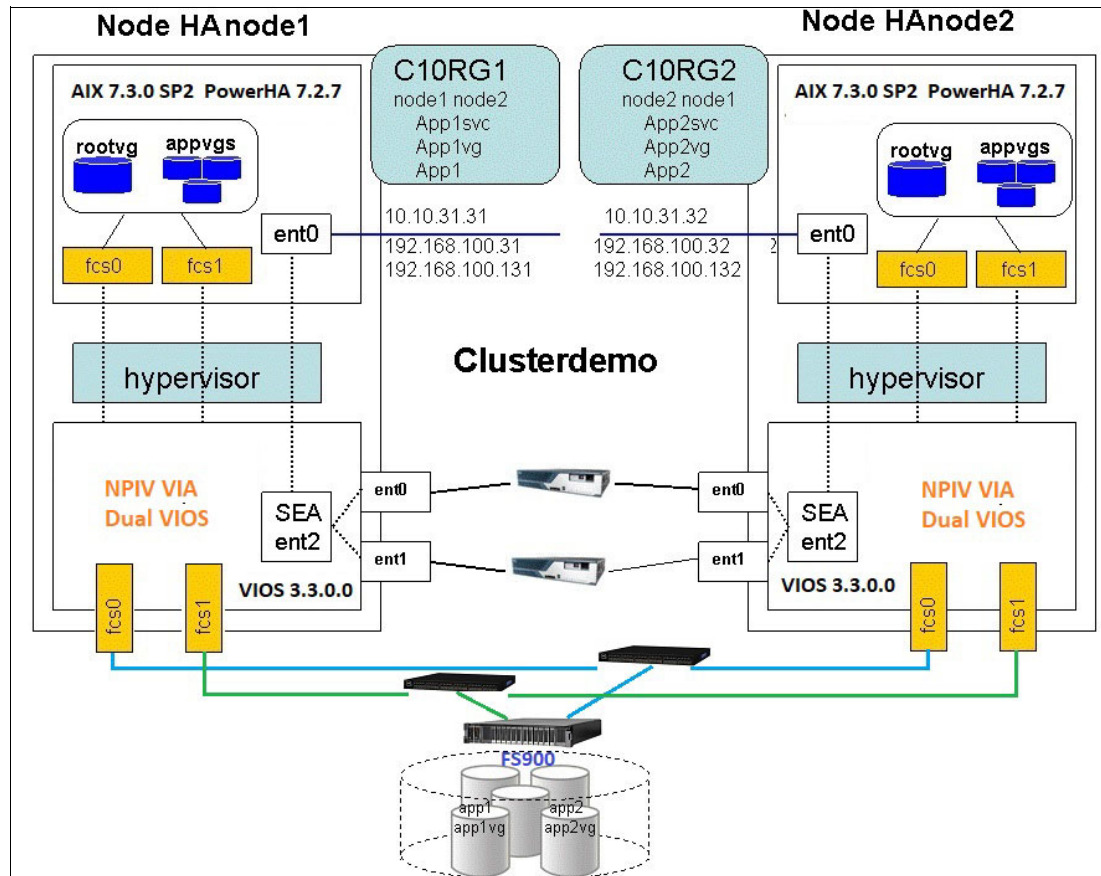 Node HAnode1
Node HAnode2
AIX 7.3.0 SP2 PowerHA 7.2.7
rootvg
appvgs
fcs0
fcs1
ent0
C10RG1
node1 node2
App1svc
App1vg
App1
C10RG2
node2 node1
App2svc
App2vg
App2
AIX 7.3.0 SP2 PowerHA 7.2.7
rootvg
appvgs
ent0
fcs0
fcs1
10.10.31.31
192.168.100.31
192.168.100.131
10.10.31.32
192.168.100.32 2
192.168.100.132
hypervisor
Clusterdemo
hypervisor
NPIV VIA
Dual VIOS
SEA
ent2
ent0
ent1
VIOS 3.3.0.0
fcs0
fcs1
ent0
ent1
SEA
ent2
NPIV VIA
Dual VIOS
VIOS 3.3.0.0
fcs0
fcs1
FS900
app1
app1vg
app2
app2vg